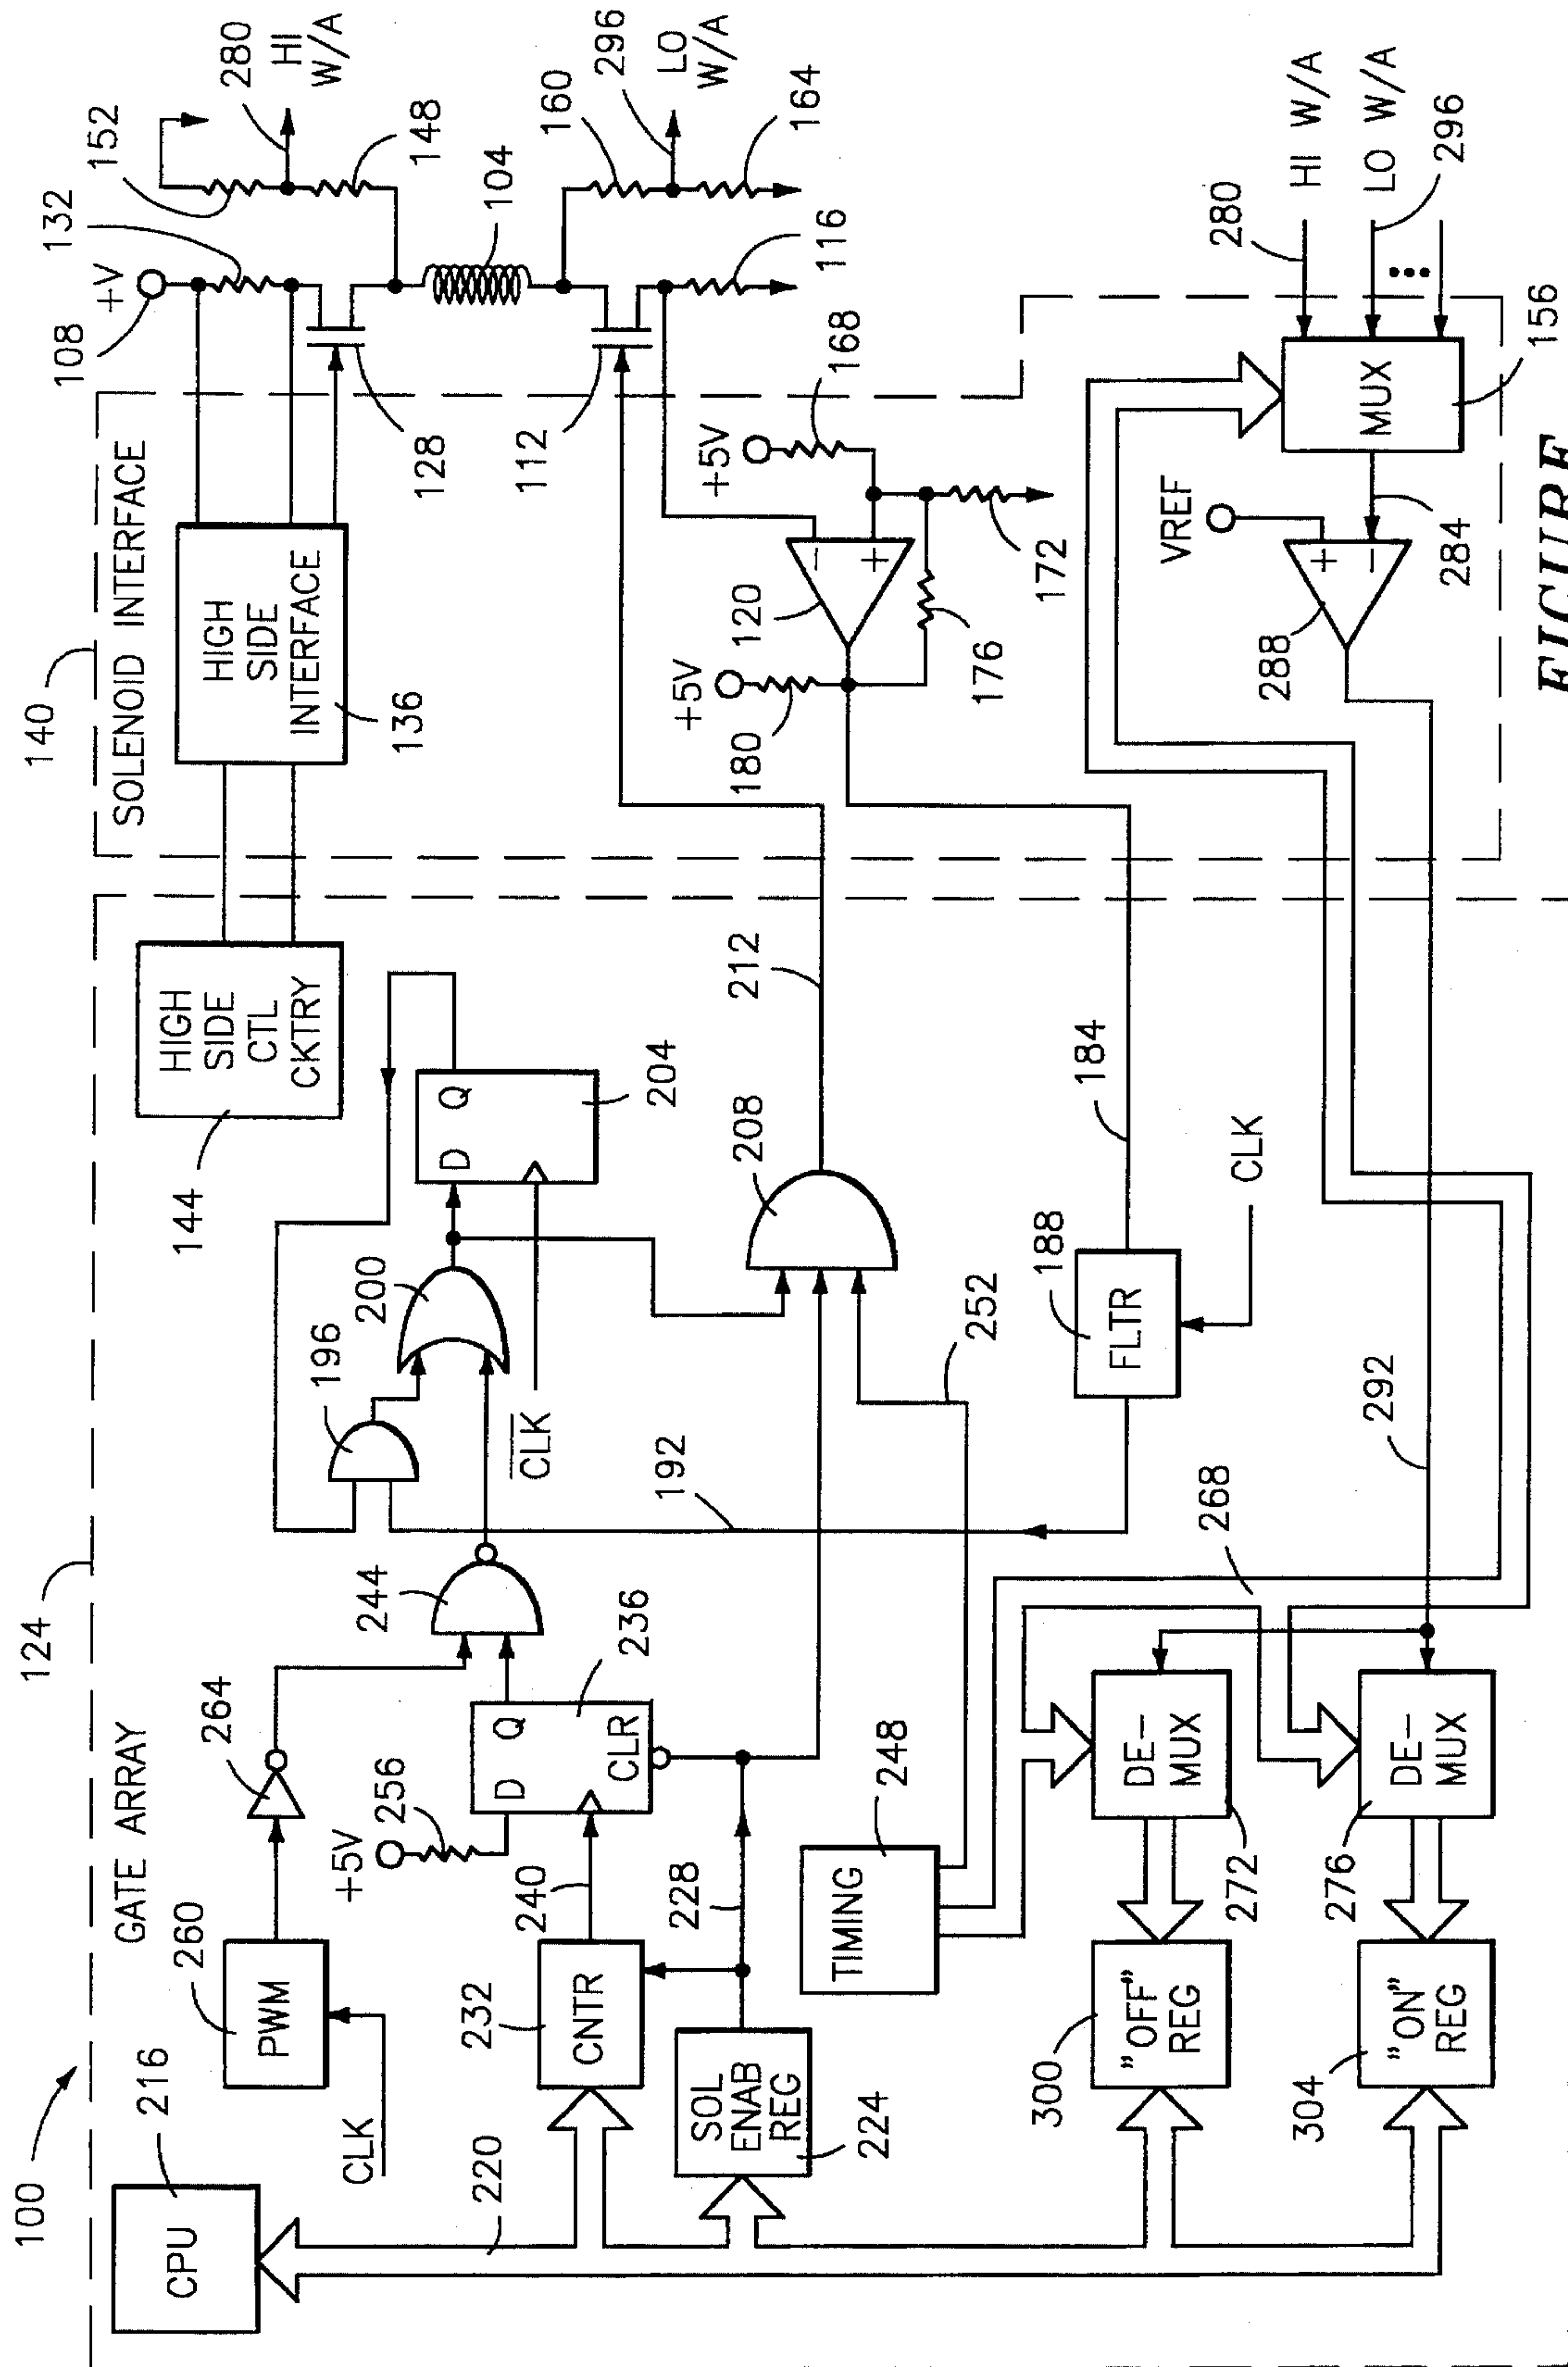 100
124
140
GATE ARRAY
SOLENOID INTERFACE
CPU
216
PWM
260
CLK
264
HIGH
SIDE
CTL
CKTRY
144
HIGH
SIDE
INTERFACE
136
+V
108
132
152
280
HI
W/A
148
128
104
160
296
LO
W/A
164
116
112
220
CNTR
232
240
+5V
256
D
Q
CLR
236
244
196
200
CLK
D
Q
204
SOL
ENAB
REG
224
228
192
208
212
+5V
180
120
-
+
+5V
168
172
176
TIMING
248
252
FLTR
188
CLK
184
"OFF"
REG
300
DE-
MUX
272
268
"ON"
REG
304
DE-
MUX
276
292
288
VREF
+
-
284
MUX
156
280
HI W/A
LO W/A
296
FIGURE